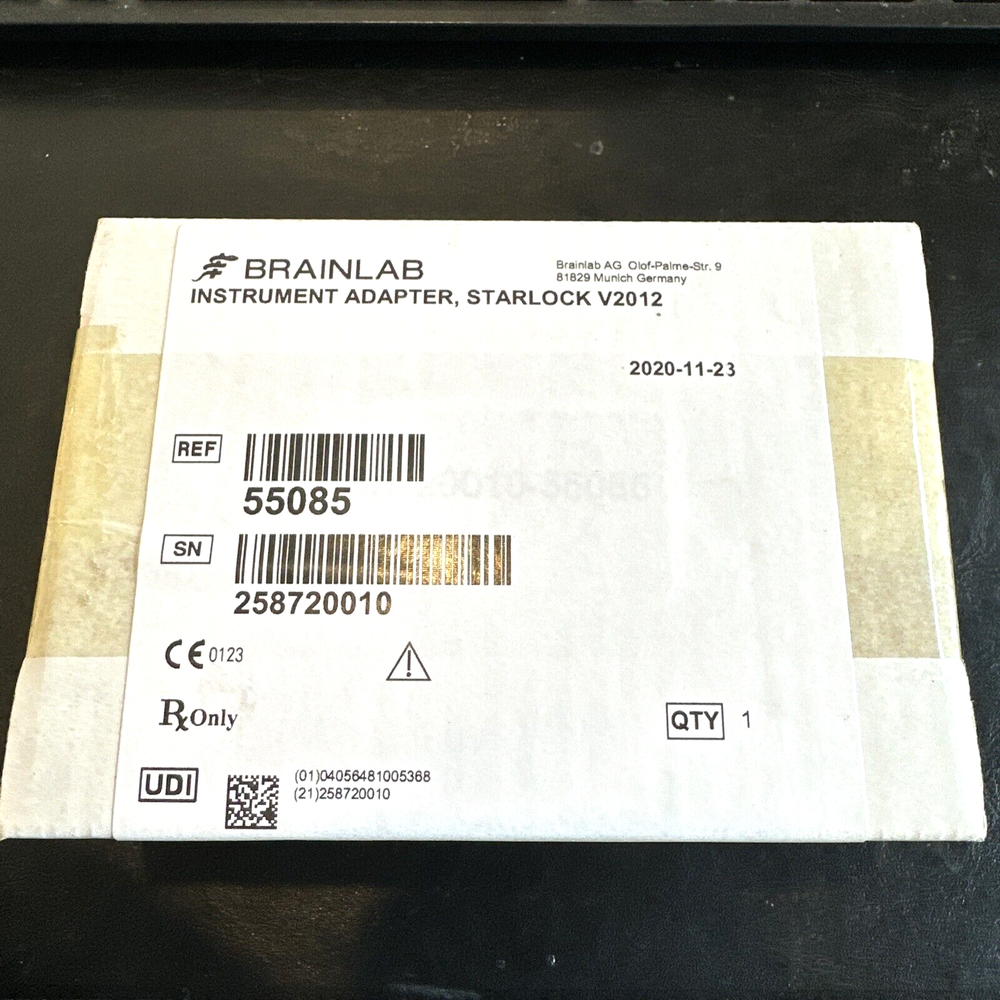 BRAINLAB
Brainlab AG Olof-Palme-Str. 9
81829 Munich Germany
INSTRUMENT ADAPTER, STARLOCK V2012
2020-11-23
REF
55085
SN
258720010
CE 0123
Rx Only
QTY 1
UDI
(01)04056481005368
(21)258720010